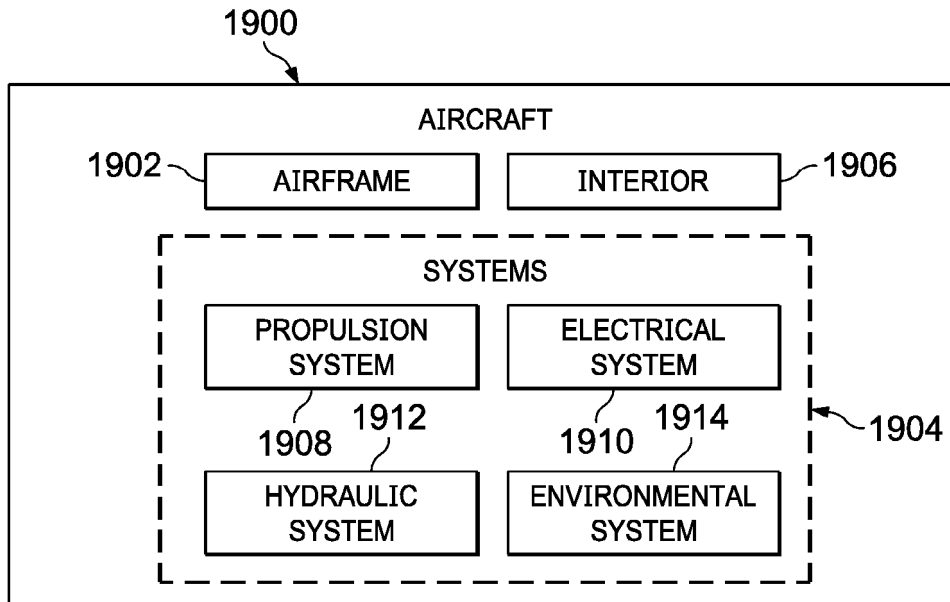 1900
AIRCRAFT
1902
AIRFRAME
INTERIOR
1906
SYSTEMS
PROPULSION
SYSTEM
ELECTRICAL
SYSTEM
1908
1912
1910
1914
1904
HYDRAULIC
SYSTEM
ENVIRONMENTAL
SYSTEM